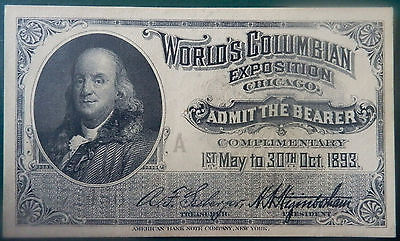 WORLD'S COLUMBIAN
EXPOSITION
CHICAGO.
A
ADMIT THE BEARER
COMPLIMENTARY
1ST May to 30TH Oct. 1893.
TREASURER PRESIDENT
AMERICAN BANK NOTE COMPANY, NEW YORK.